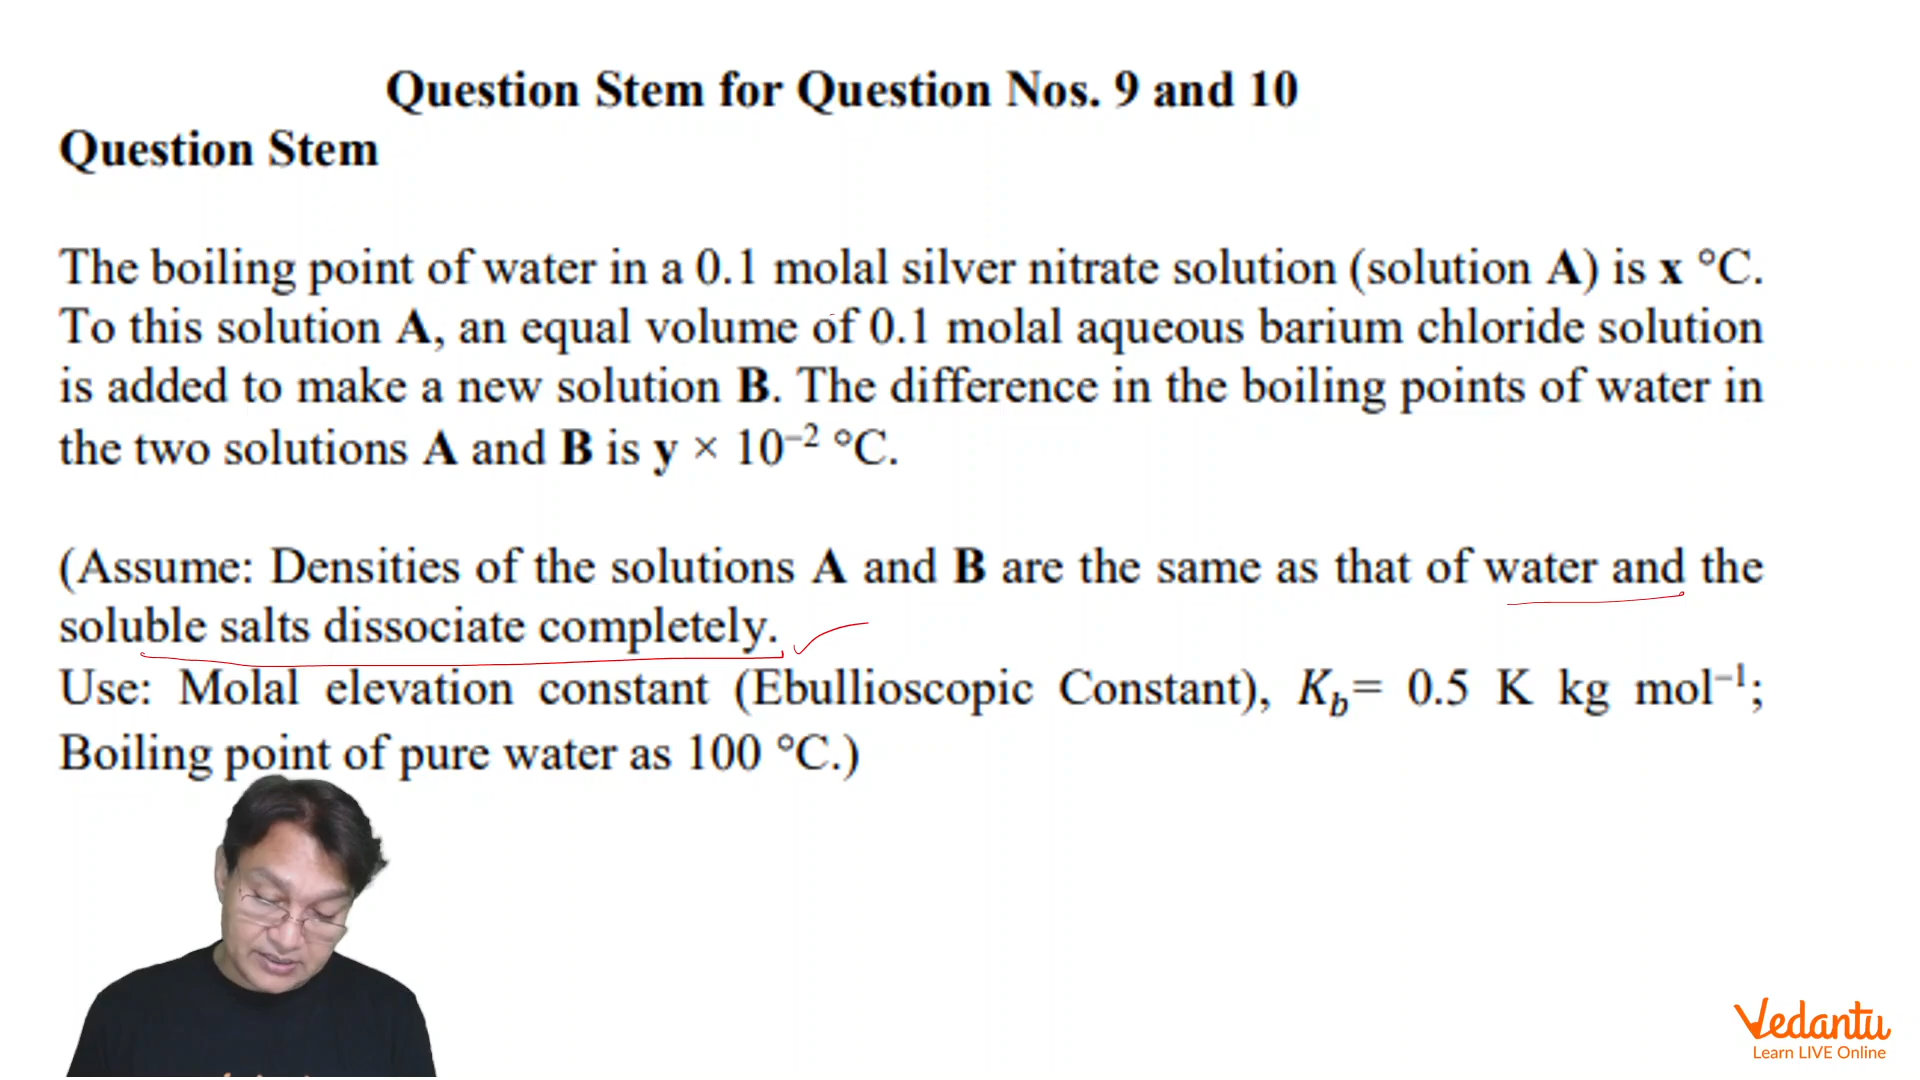 Question Stem for Question Nos. 9 and 10
Question Stem
The boiling point of water in a 0.1 molal silver nitrate solution (solution A) is x °C.
To this solution A, an equal volume of 0.1 molal aqueous barium chloride solution
is added to make a new solution B. The difference in the boiling points of water in
the two solutions A and B is y × 10⁻² °C.
(Assume: Densities of the solutions A and B are the same as that of water and the
soluble salts dissociate completely.
Use: Molal elevation constant (Ebullioscopic Constant), K_b= 0.5 K kg mol⁻¹;
Boiling point of pure water as 100 °C.)
Vedantu
Learn LIVE Online